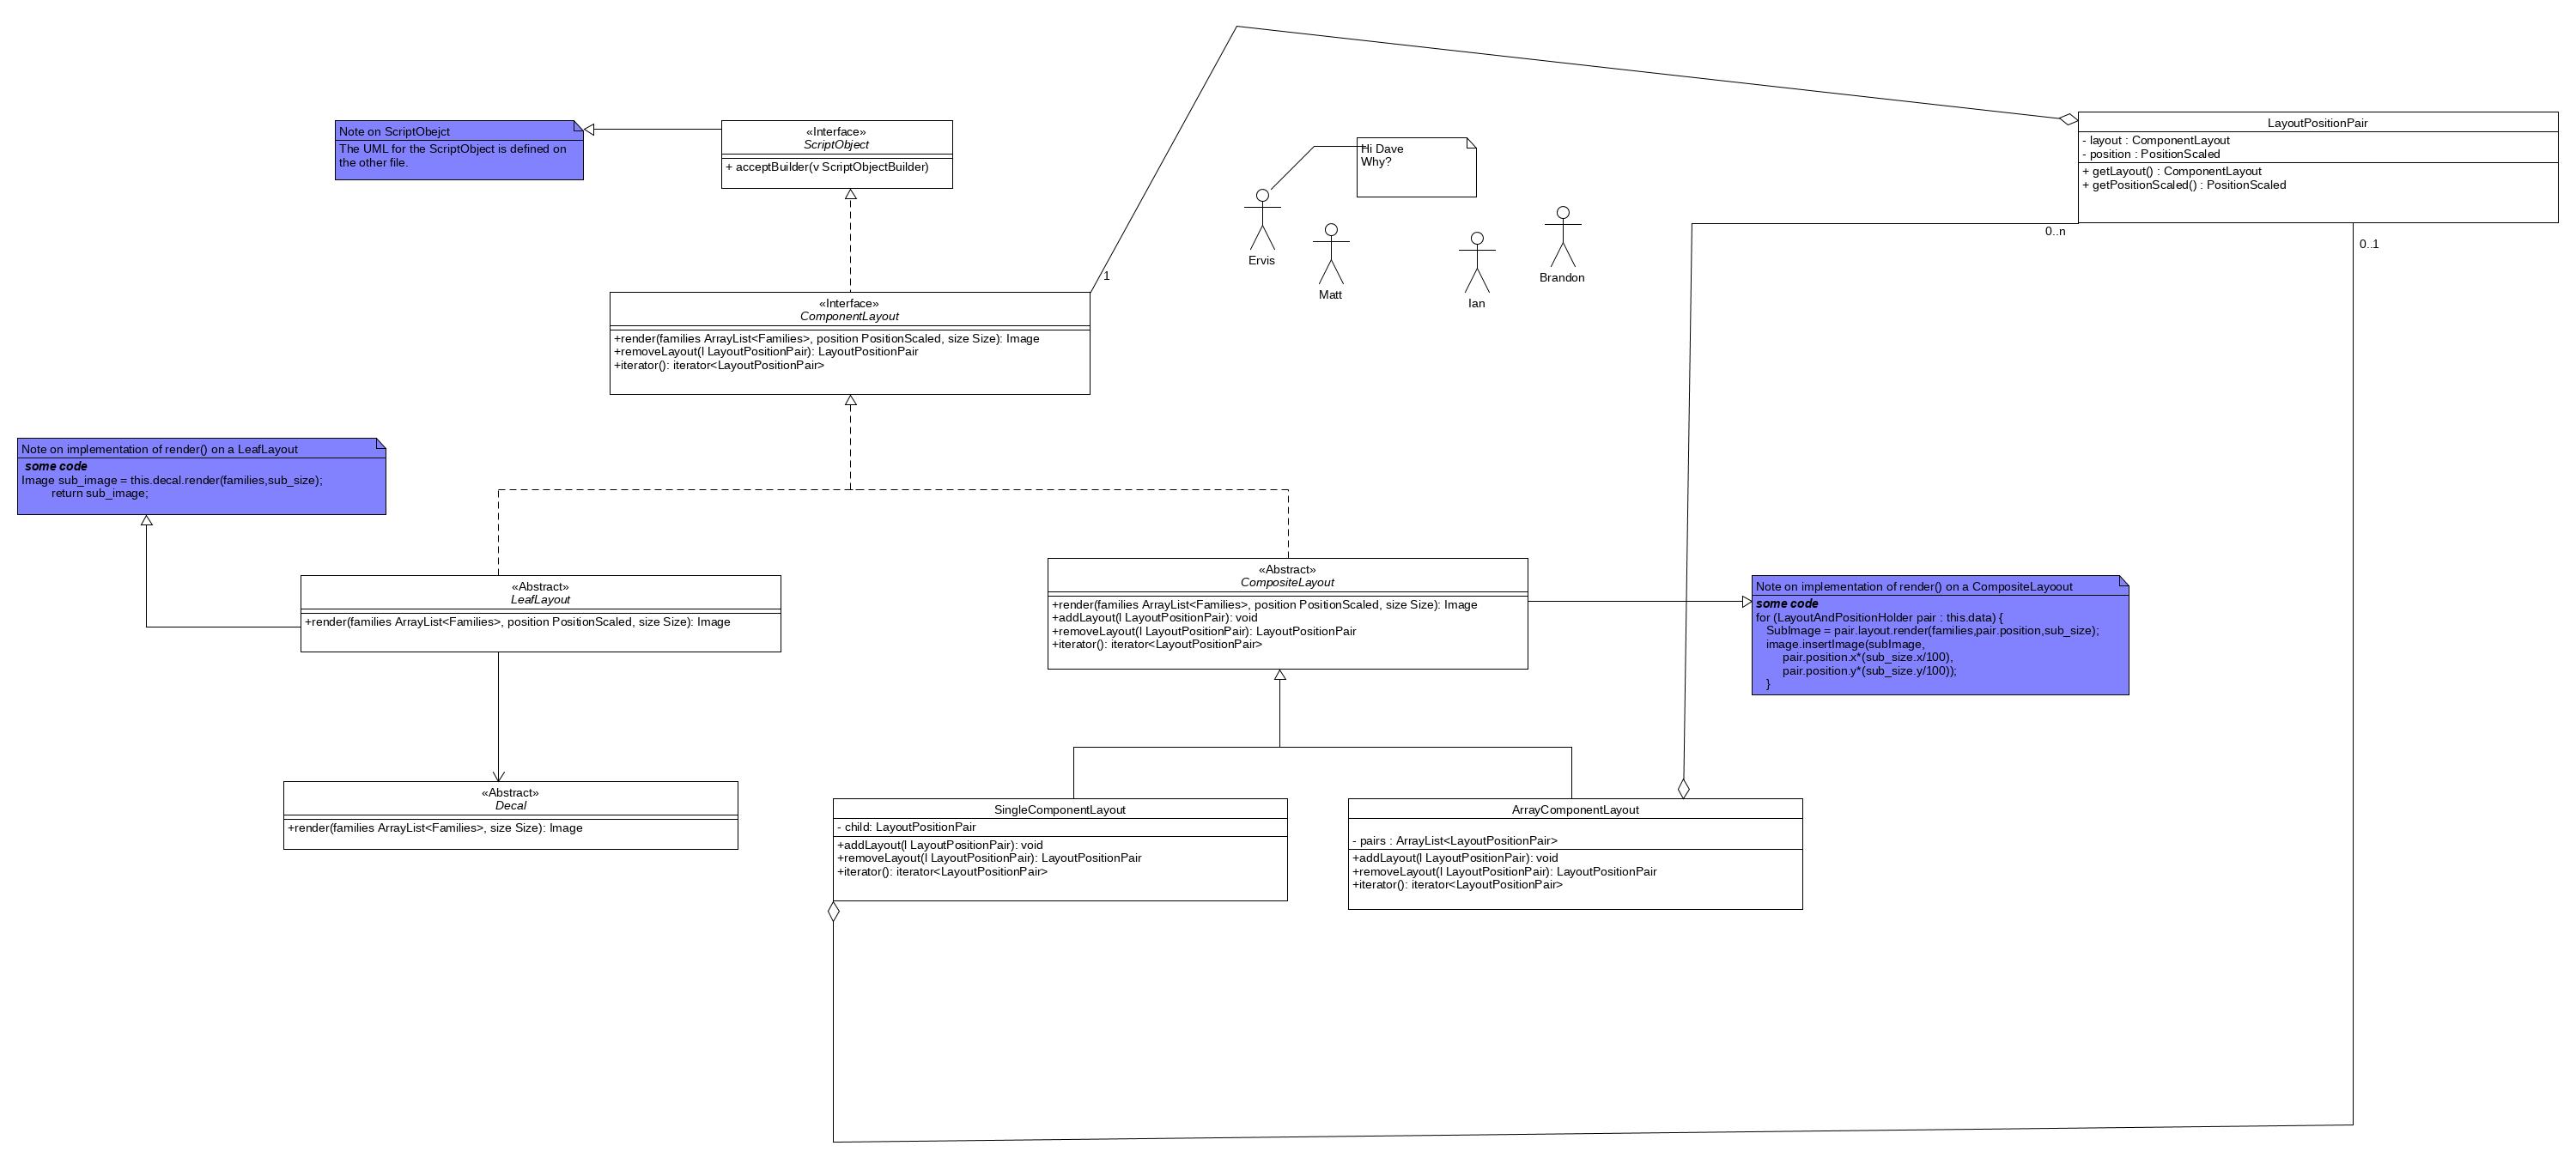 Note on ScriptObejct
The UML for the ScriptObject is defined on
the other file.
«Interface»
ScriptObject
+ acceptBuilder(v ScriptObjectBuilder)
Hi Dave
Why?
LayoutPositionPair
- layout : ComponentLayout
- position : PositionScaled
+ getLayout() : ComponentLayout
+ getPositionScaled() : PositionScaled
0..n
0..1
1
Ervis
Matt
Ian
Brandon
«Interface»
ComponentLayout
+render(families ArrayList<Families>, position PositionScaled, size Size): Image
+removeLayout(l LayoutPositionPair): LayoutPositionPair
+iterator(): iterator<LayoutPositionPair>
Note on implementation of render() on a LeafLayout
some code
Image sub_image = this.decal.render(families,sub_size);
return sub_image;
«Abstract»
LeafLayout
+render(families ArrayList<Families>, position PositionScaled, size Size): Image
«Abstract»
CompositeLayout
+render(families ArrayList<Families>, position PositionScaled, size Size): Image
+addLayout(l LayoutPositionPair): void
+removeLayout(l LayoutPositionPair): LayoutPositionPair
+iterator(): iterator<LayoutPositionPair>
Note on implementation of render() on a CompositeLayoout
some code
for (LayoutAndPositionHolder pair : this.data) {
SubImage = pair.layout.render(families,pair.position,sub_size);
image.insertImage(subImage,
pair.position.x*(sub_size.x/100),
pair.position.y*(sub_size.y/100));
}
«Abstract»
Decal
+render(families ArrayList<Families>, size Size): Image
SingleComponentLayout
- child: LayoutPositionPair
+addLayout(l LayoutPositionPair): void
+removeLayout(l LayoutPositionPair): LayoutPositionPair
+iterator(): iterator<LayoutPositionPair>
ArrayComponentLayout
- pairs : ArrayList<LayoutPositionPair>
+addLayout(l LayoutPositionPair): void
+removeLayout(l LayoutPositionPair): LayoutPositionPair
+iterator(): iterator<LayoutPositionPair>